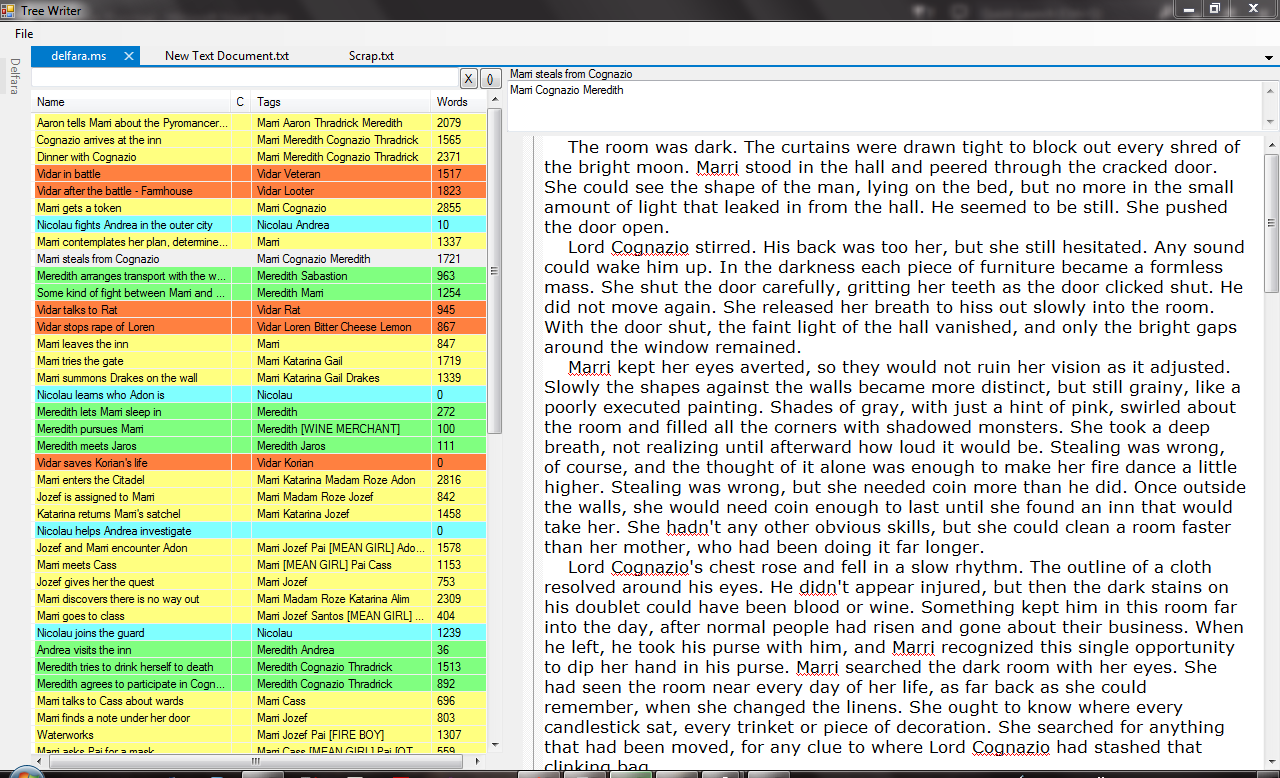 Tree Writer
File
delfara.ms
New Text Document.txt
Scrap.txt
Delfara
X
()
Name C Tags Words
Aaron tells Marri about the Pyromancer... Marri Aaron Thradrick Meredith 2079
Cognazio arrives at the inn Marri Meredith Cognazio Thradrick 1565
Dinner with Cognazio Marri Meredith Cognazio Thradrick 2371
Vidar in battle Vidar Veteran 1517
Vidar after the battle - Farmhouse Vidar Looter 1823
Marri gets a token Marri Cognazio 2855
Nicolau fights Andrea in the outer city Nicolau Andrea 10
Marri contemplates her plan, determine... Marri 1337
Marri steals from Cognazio Marri Cognazio Meredith 1721
Meredith arranges transport with the w... Meredith Sabastion 963
Some kind of fight between Marri and ... Meredith Marri 1254
Vidar talks to Rat Vidar Rat 945
Vidar stops rape of Loren Vidar Loren Bitter Cheese Lemon 867
Marri leaves the inn Marri 847
Marri tries the gate Marri Katarina Gail 1719
Marri summons Drakes on the wall Marri Katarina Gail Drakes 1339
Nicolau learns who Adon is Nicolau 0
Meredith lets Marri sleep in Meredith 272
Meredith pursues Marri Meredith [WINE MERCHANT] 100
Meredith meets Jaros Meredith Jaros 111
Vidar saves Korian's life Vidar Korian 0
Marri enters the Citadel Marri Katarina Madam Roze Adon 2816
Jozef is assigned to Marri Marri Madam Roze Jozef 842
Katarina returns Marri's satchel Marri Katarina Jozef 1458
Nicolau helps Andrea investigate 0
Jozef and Marri encounter Adon Marri Jozef Pai [MEAN GIRL] Ado... 1578
Marri meets Cass Marri [MEAN GIRL] Pai Cass 1153
Jozef gives her the quest Marri Jozef 753
Marri discovers there is no way out Marri Madam Roze Katarina Alim 2309
Marri goes to class Marri Jozef Santos [MEAN GIRL] ... 404
Nicolau joins the guard Nicolau 1239
Andrea visits the inn Meredith Andrea 36
Meredith tries to drink herself to death Meredith Cognazio Thradrick 1513
Meredith agrees to participate in Cogn... Meredith Cognazio Thradrick 892
Marri talks to Cass about wards Marri Cass 696
Marri finds a note under her door Marri Jozef 803
Waterworks Marri Jozef [FIRE BOY] 1307
Marri asks Pai for a mask Marri Cass [MEAN GIRL] Pai [OT... 559
Marri steals from Cognazio
Marri Cognazio Meredith
The room was dark. The curtains were drawn tight to block out every shred of
the bright moon. Marri stood in the hall and peered through the cracked door.
She could see the shape of the man, lying on the bed, but no more in the small
amount of light that leaked in from the hall. He seemed to be still. She pushed
the door open.
Lord Cognazio stirred. His back was too her, but she still hesitated. Any sound
could wake him up. In the darkness each piece of furniture became a formless
mass. She shut the door carefully, gritting her teeth as the door clicked shut. He
did not move again. She released her breath to hiss out slowly into the room.
With the door shut, the faint light of the hall vanished, and only the bright gaps
around the window remained.
Marri kept her eyes averted, so they would not ruin her vision as it adjusted.
Slowly the shapes against the walls became more distinct, but still grainy, like a
poorly executed painting. Shades of gray, with just a hint of pink, swirled about
the room and filled all the corners with shadowed monsters. She took a deep
breath, not realizing until afterward how loud it would be. Stealing was wrong,
of course, and the thought of it alone was enough to make her fire dance a little
higher. Stealing was wrong, but she needed coin more than he did. Once outside
the walls, she would need coin enough to last until she found an inn that would
take her. She hadn't any other obvious skills, but she could clean a room faster
than her mother, who had been doing it far longer.
Lord Cognazio's chest rose and fell in a slow rhythm. The outline of a cloth
resolved around his eyes. He didn't appear injured, but then the dark stains on
his doublet could have been blood or wine. Something kept him in this room far
into the day, after normal people had risen and gone about their business. When
he left, he took his purse with him, and Marri recognized this single opportunity
to dip her hand in his purse. Marri searched the dark room with her eyes. She
had seen the room near every day of her life, as far back as she could
remember, when she changed the linens. She ought to know where every
candlestick sat, every trinket or piece of decoration. She searched for anything
that had been moved, for any clue to where Lord Cognazio had stashed that
clinking bag.